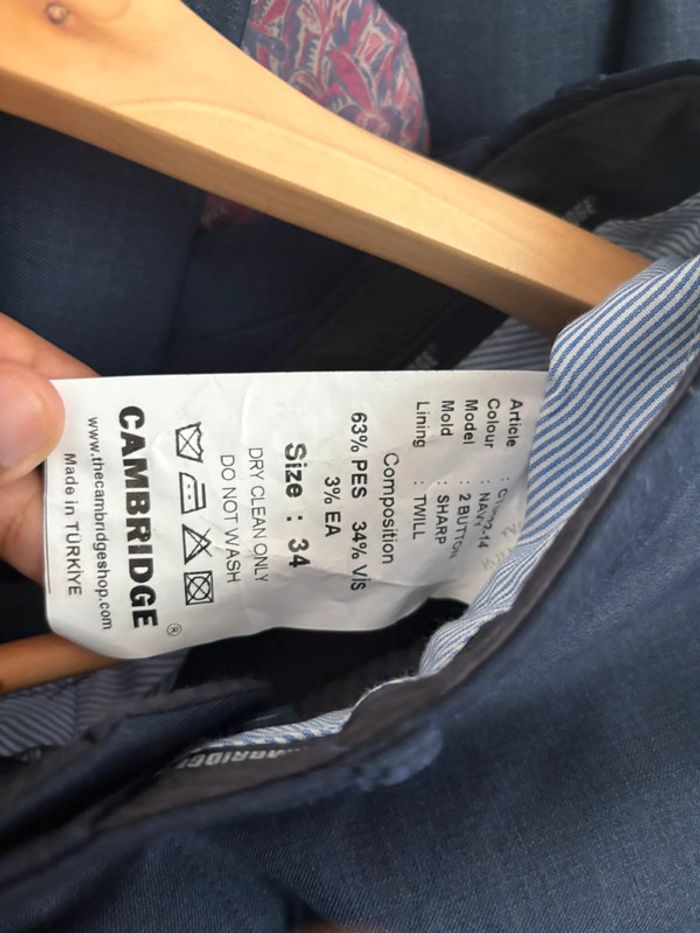 Article :
Colour : NAVY
Model : 2 BUTTON
Mold : SHARP
Lining : TWILL
Composition
63% PES 34% VIS
3% EA
Size : 34
DRY CLEAN ONLY
DO NOT WASH
CAMBRIDGE ®
www.thecambridgeshop.com
Made in TÜRKIYE